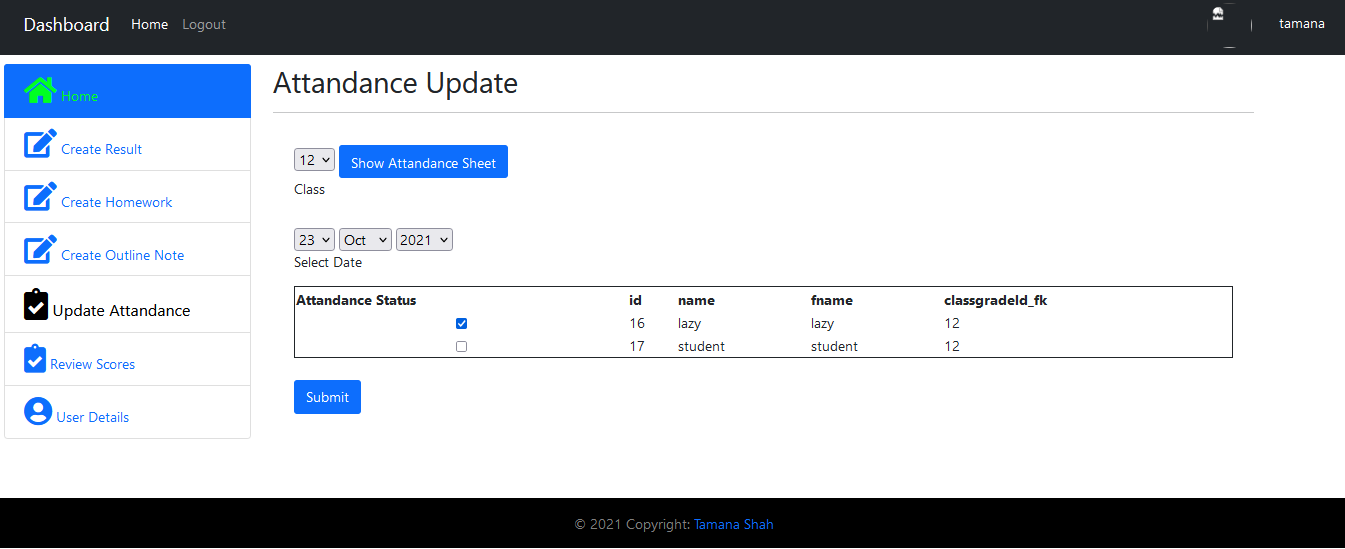 Dashboard Home Logout tamana
Home
Create Result
Create Homework
Create Outline Note
Update Attandance
Review Scores
User Details
Attandance Update
12 Show Attandance Sheet
Class
23 Oct 2021
Select Date
Attandance Status id name fname classgradeId_fk
16 lazy lazy 12
17 student student 12
Submit
© 2021 Copyright: Tamana Shah